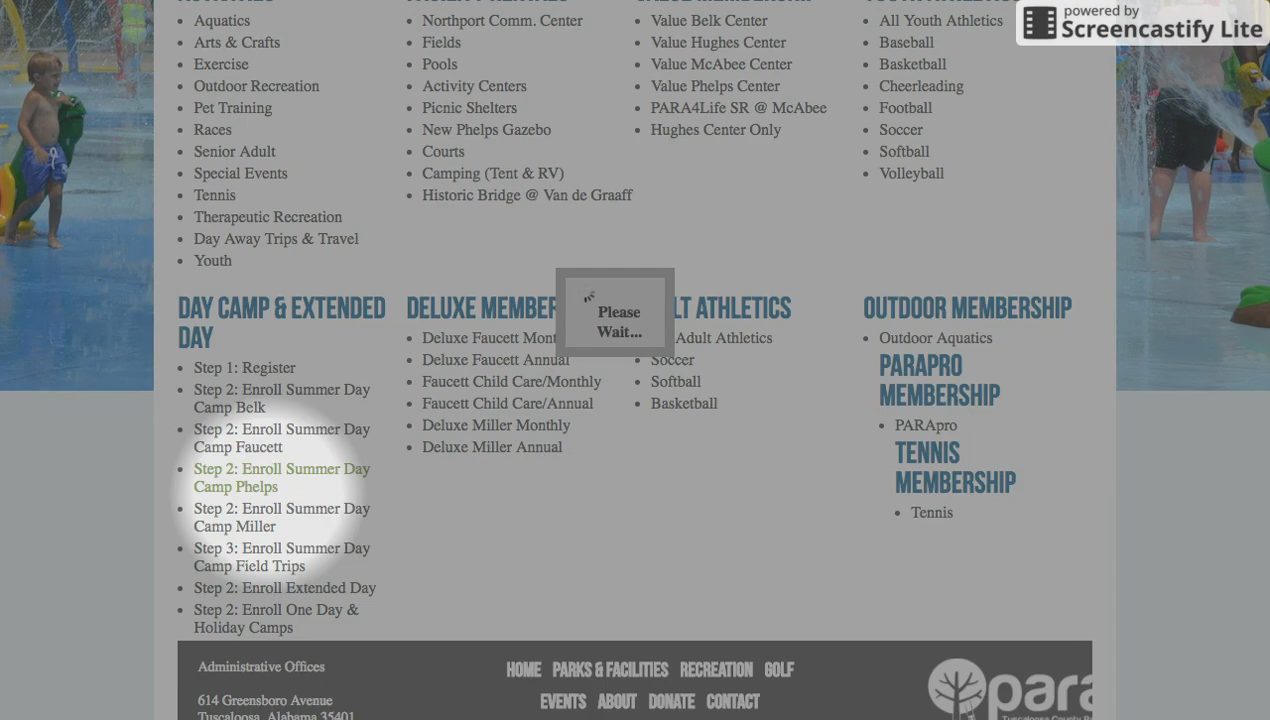 powered by
Screencastify Lite
Aquatics
Arts & Crafts
Exercise
Outdoor Recreation
Pet Training
Races
Senior Adult
Special Events
Tennis
Therapeutic Recreation
Day Away Trips & Travel
Youth
Northport Comm. Center
Fields
Pools
Activity Centers
Picnic Shelters
New Phelps Gazebo
Courts
Camping (Tent & RV)
Historic Bridge @ Van de Graaff
Value Belk Center
Value Hughes Center
Value McAbee Center
Value Phelps Center
PARA4Life SR @ McAbee
Hughes Center Only
All Youth Athletics
Baseball
Basketball
Cheerleading
Football
Soccer
Softball
Volleyball
DAY CAMP & EXTENDED
DAY
Step 1: Register
Step 2: Enroll Summer Day
Camp Belk
Step 2: Enroll Summer Day
Camp Faucett
Step 2: Enroll Summer Day
Camp Phelps
Step 2: Enroll Summer Day
Camp Miller
Step 3: Enroll Summer Day
Camp Field Trips
Step 2: Enroll Extended Day
Step 2: Enroll One Day &
Holiday Camps
DELUXE MEMBER
Deluxe Faucett Mont
Deluxe Faucett Annual
Faucett Child Care/Monthly
Faucett Child Care/Annual
Deluxe Miller Monthly
Deluxe Miller Annual
Please
Wait...
LT ATHLETICS
Adult Athletics
Soccer
Softball
Basketball
OUTDOOR MEMBERSHIP
Outdoor Aquatics
PARAPRO
MEMBERSHIP
PARApro
TENNIS
MEMBERSHIP
Tennis
Administrative Offices
614 Greensboro Avenue
Tuscaloosa, Alabama 35401
HOME PARKS & FACILITIES RECREATION GOLF
EVENTS ABOUT DONATE CONTACT
para
Tuscaloosa County